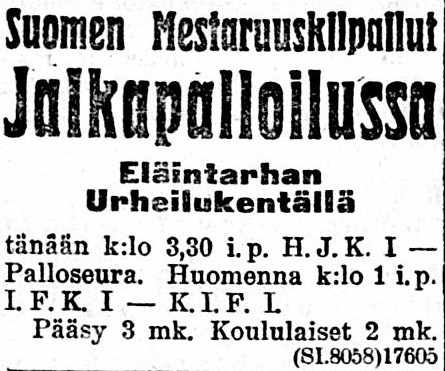 Suomen Mestaruuskilpailut
Jalkapalloilussa
Eläintarhan
Urheilukentällä
tänään k:lo 3,30 i.p. H.J.K. I —
Palloseura. Huomenna k:lo 1 i.p.
I.F.K. I — K.I.F. I.
Pääsy 3 mk. Koululaiset 2 mk.
(SI.8058)17605